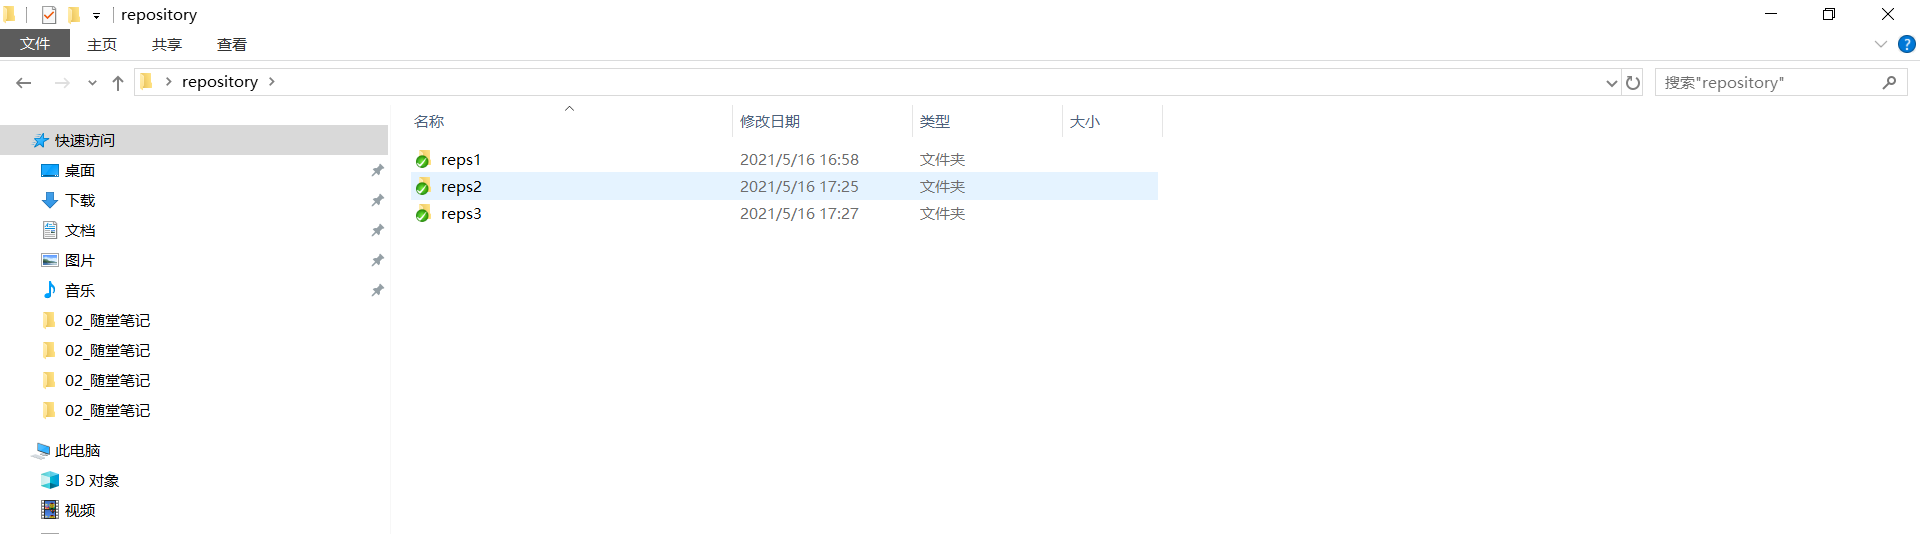 repository
文件 主页 共享 查看
repository
搜索"repository"
名称 修改日期 类型 大小
快速访问
reps1 2021/5/16 16:58 文件夹
桌面
reps2 2021/5/16 17:25 文件夹
下载
reps3 2021/5/16 17:27 文件夹
文档
图片
音乐
02_随堂笔记
02_随堂笔记
02_随堂笔记
02_随堂笔记
此电脑
3D 对象
视频